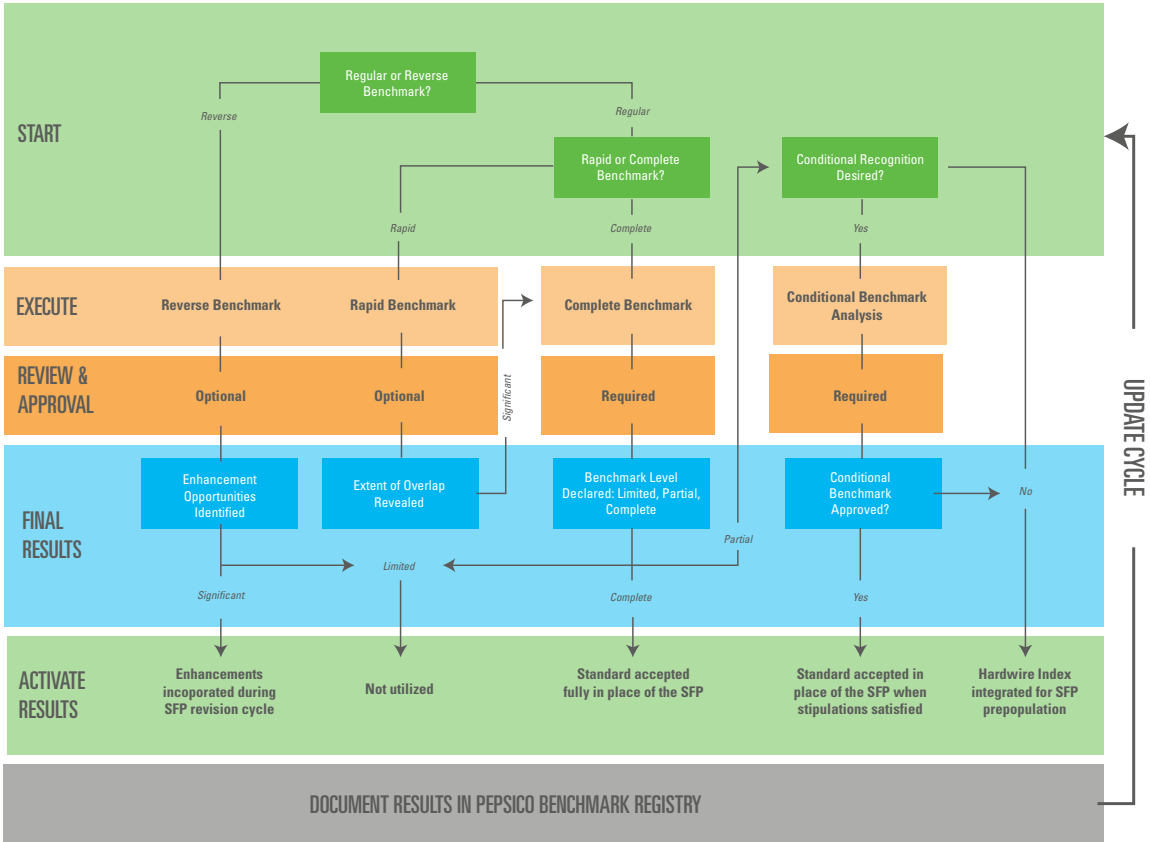 Regular or Reverse
Benchmark?
Reverse
Regular
START
Rapid or Complete
Benchmark?
Conditional Recognition
Desired?
Rapid
Complete
Yes
EXECUTE
Reverse Benchmark
Rapid Benchmark
Complete Benchmark
Conditional Benchmark
Analysis
REVIEW &
APPROVAL
Optional
Optional
Significant
Required
Required
UPDATE CYCLE
FINAL
RESULTS
Enhancement
Opportunities
Identified
Extent of Overlap
Revealed
Benchmark Level
Declared: Limited, Partial,
Complete
Conditional
Benchmark
Approved?
No
Partial
Limited
Significant
Complete
Yes
ACTIVATE
RESULTS
Enhancements
incoporated during
SFP revision cycle
Not utilized
Standard accepted
fully in place of the SFP
Standard accepted in
place of the SFP when
stipulations satisfied
Hardwire Index
integrated for SFP
prepopulation
DOCUMENT RESULTS IN PEPSICO BENCHMARK REGISTRY